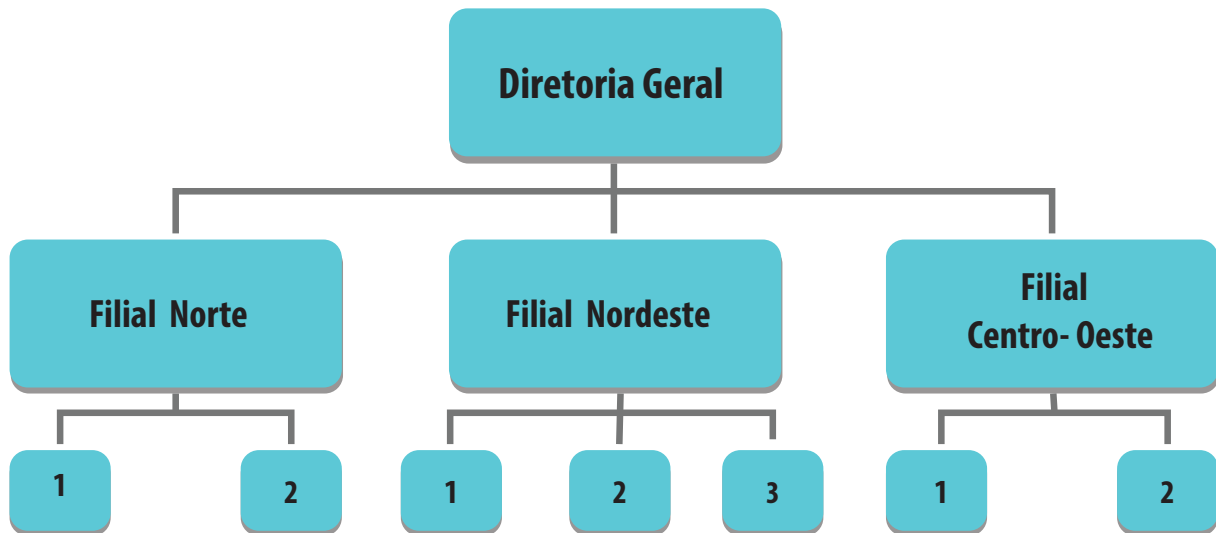 Diretoria Geral
Filial Norte
Filial Nordeste
Filial
Centro- Oeste
1
2
1
2
3
1
2